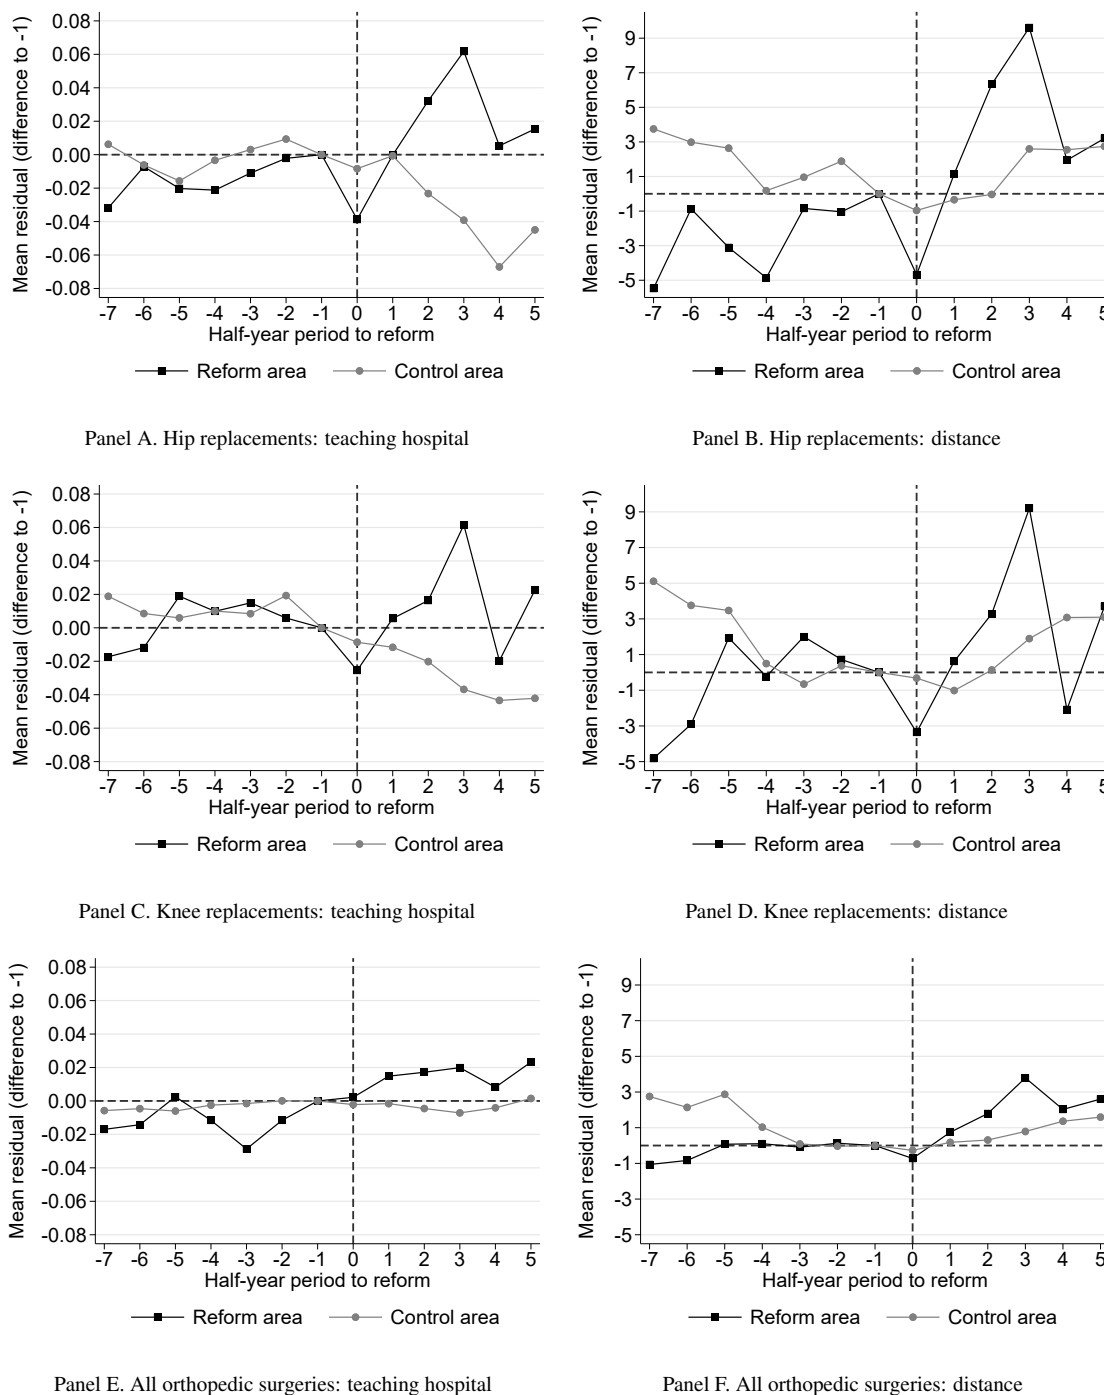 Mean residual (difference to -1)
0.08
0.06
0.04
0.02
0.00
-0.02
-0.04
-0.06
-0.08
-7 -6 -5 -4 -3 -2 -1 0 1 2 3 4 5
Half-year period to reform
Reform area Control area
Panel A. Hip replacements: teaching hospital
Mean residual (difference to -1)
9
7
5
3
1
-1
-3
-5
-7 -6 -5 -4 -3 -2 -1 0 1 2 3 4 5
Half-year period to reform
Reform area Control area
Panel B. Hip replacements: distance
Mean residual (difference to -1)
0.08
0.06
0.04
0.02
0.00
-0.02
-0.04
-0.06
-0.08
-7 -6 -5 -4 -3 -2 -1 0 1 2 3 4 5
Half-year period to reform
Reform area Control area
Panel C. Knee replacements: teaching hospital
Mean residual (difference to -1)
9
7
5
3
1
-1
-3
-5
-7 -6 -5 -4 -3 -2 -1 0 1 2 3 4 5
Half-year period to reform
Reform area Control area
Panel D. Knee replacements: distance
Mean residual (difference to -1)
0.08
0.06
0.04
0.02
0.00
-0.02
-0.04
-0.06
-0.08
-7 -6 -5 -4 -3 -2 -1 0 1 2 3 4 5
Half-year period to reform
Reform area Control area
Panel E. All orthopedic surgeries: teaching hospital
Mean residual (difference to -1)
9
7
5
3
1
-1
-3
-5
-7 -6 -5 -4 -3 -2 -1 0 1 2 3 4 5
Half-year period to reform
Reform area Control area
Panel F. All orthopedic surgeries: distance